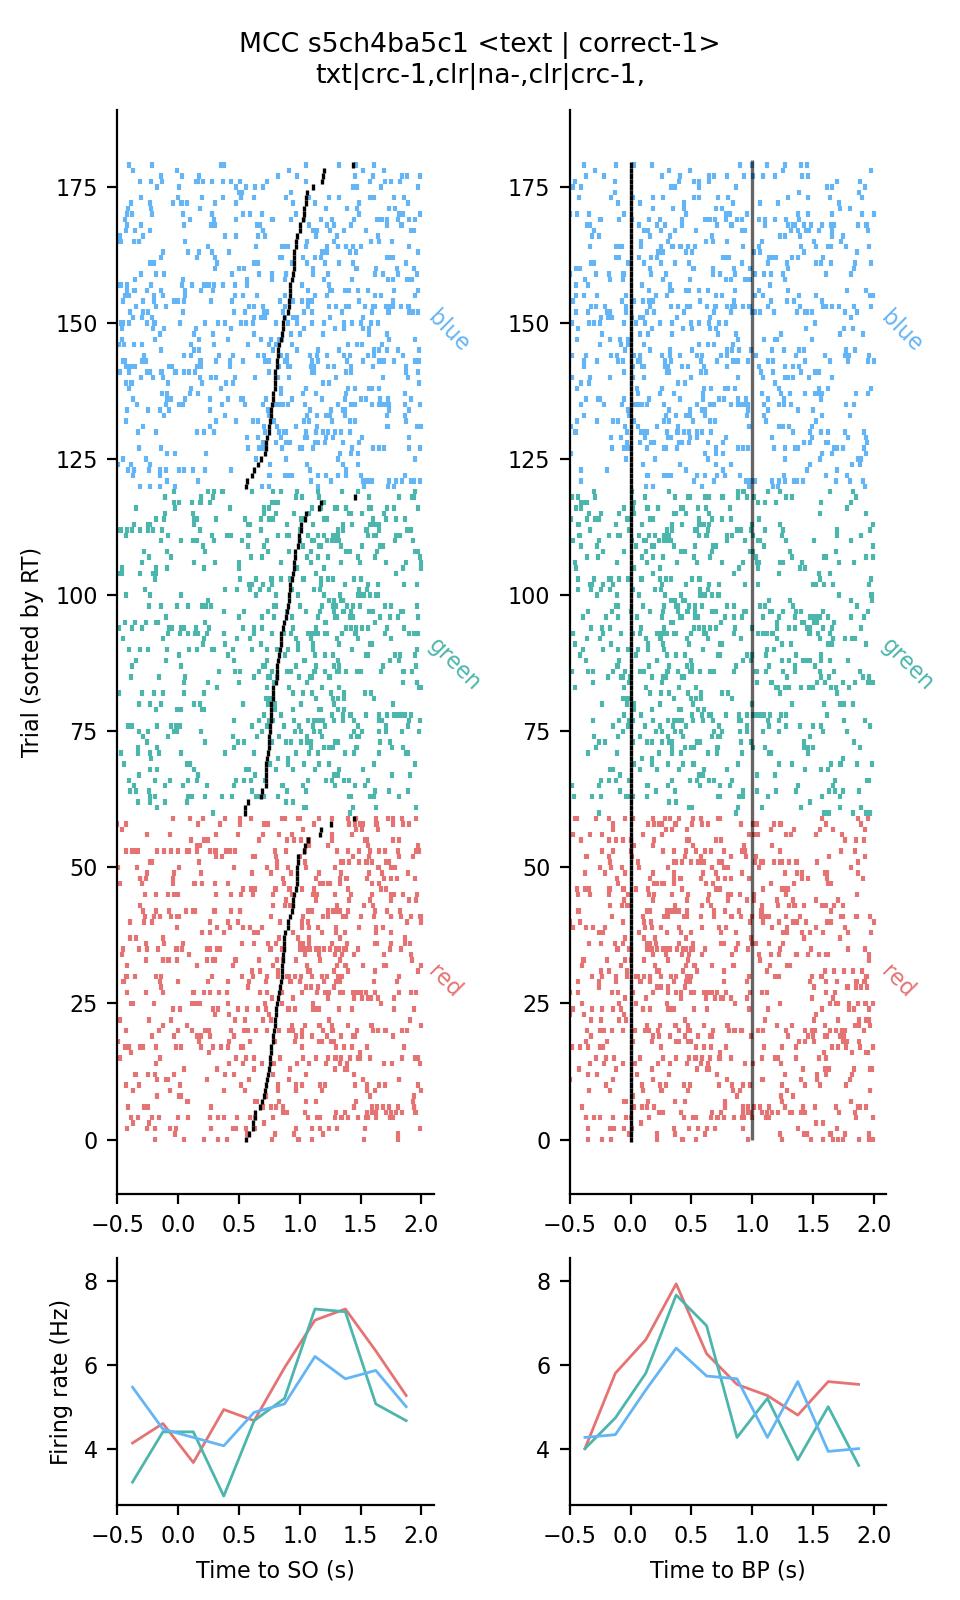 MCC s5ch4ba5c1 <text | correct-1>
txt|crc-1,clr|na-,clr|crc-1,
Trial (sorted by RT)
175
150
125
100
75
50
25
0
blue
green
red
−0.5 0.0 0.5 1.0 1.5 2.0
175
150
125
100
75
50
25
0
blue
green
red
−0.5 0.0 0.5 1.0 1.5 2.0
Firing rate (Hz)
8
6
4
−0.5 0.0 0.5 1.0 1.5 2.0
Time to SO (s)
8
6
4
−0.5 0.0 0.5 1.0 1.5 2.0
Time to BP (s)